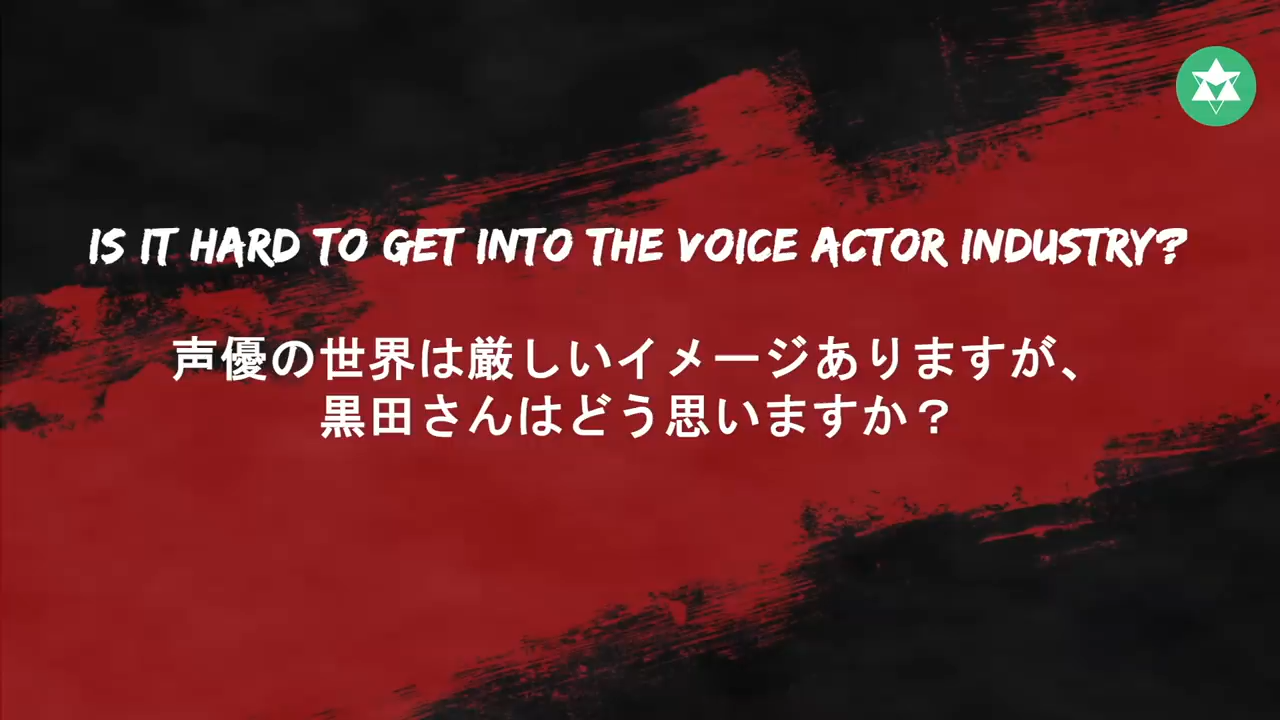 IS IT HARD TO GET INTO THE VOICE ACTOR INDUSTRY?
声優の世界は厳しいイメージありますが、
黒田さんはどう思いますか？